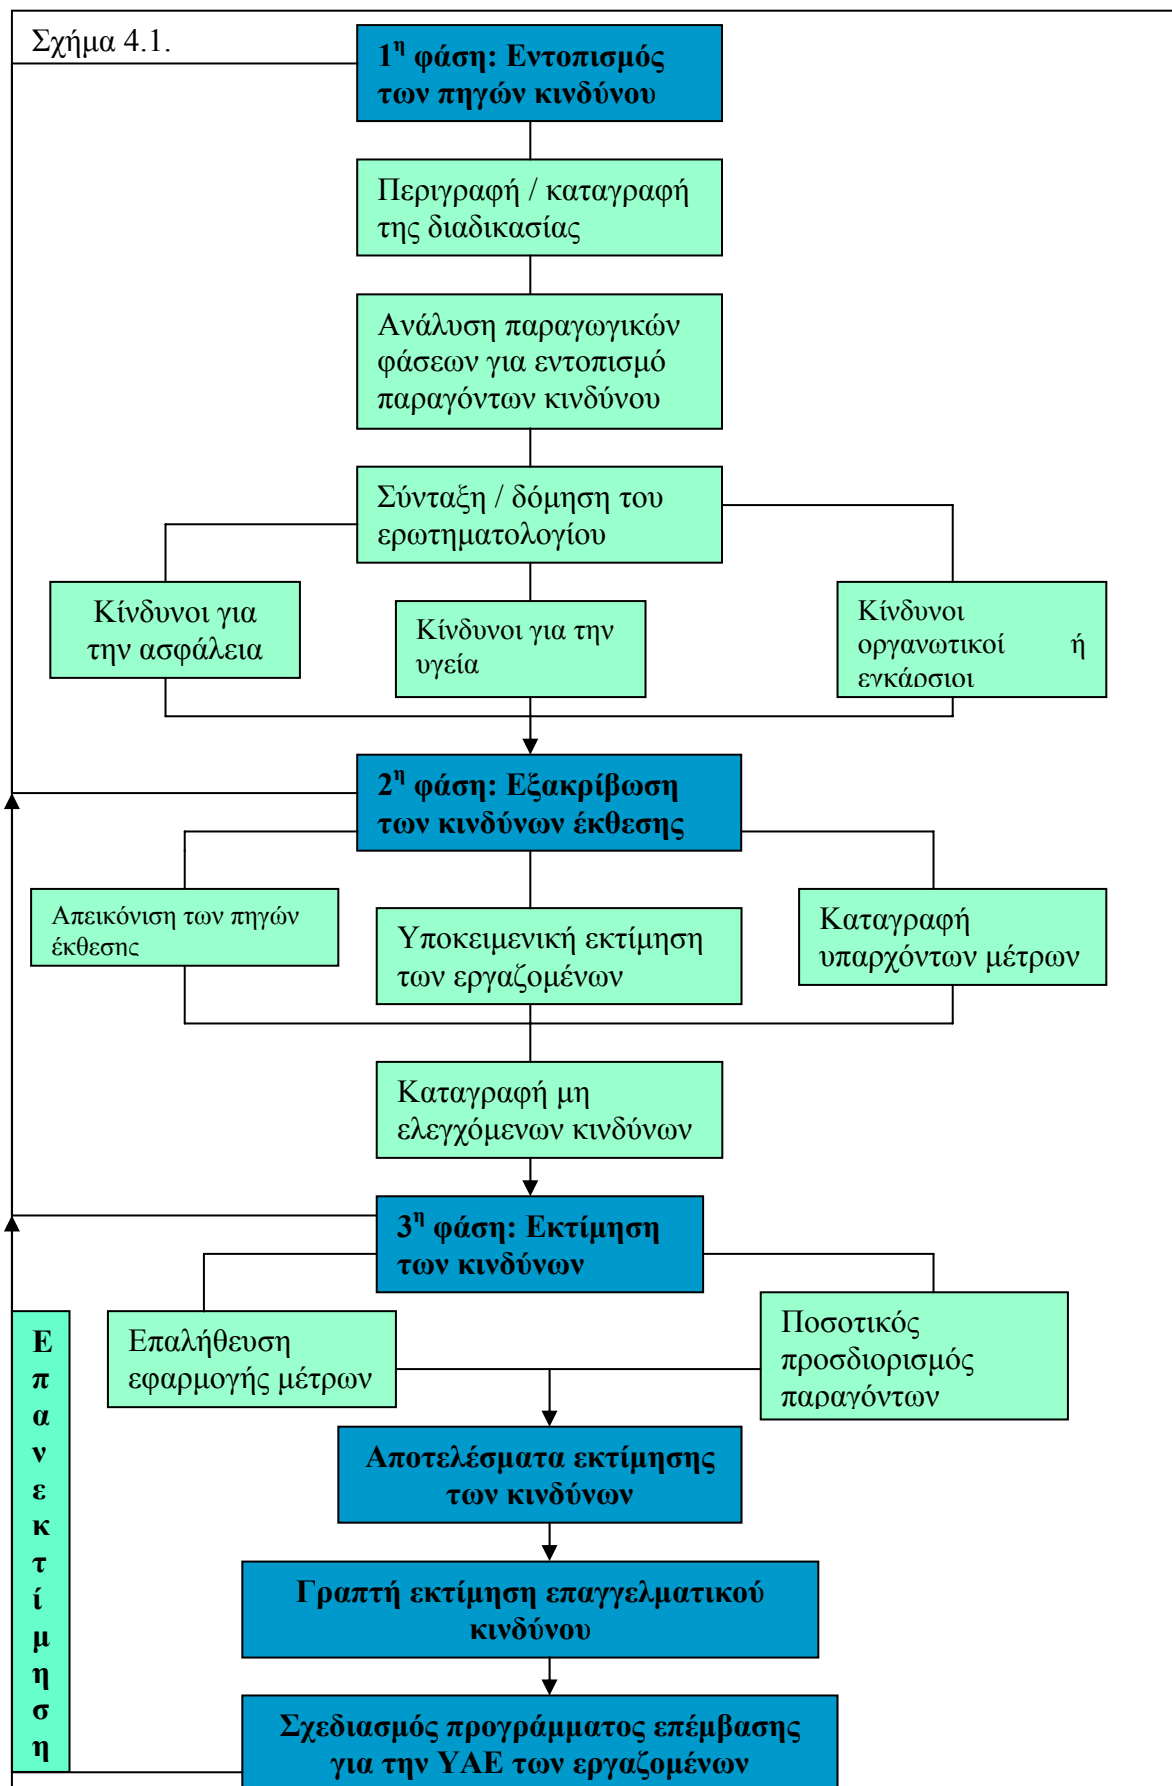 Σχήμα 4.1.
1η φάση: Εντοπισμός
των πηγών κινδύνου
Περιγραφή / καταγραφή
της διαδικασίας
Ανάλυση παραγωγικών
φάσεων για εντοπισμό
παραγόντων κινδύνου
Σύνταξη / δόμηση του
ερωτηματολογίου
Κίνδυνοι για
την ασφάλεια
Κίνδυνοι για την
υγεία
Κίνδυνοι
οργανωτικοί ή
εγκάρσιοι
2η φάση: Εξακρίβωση
των κινδύνων έκθεσης
Απεικόνιση των πηγών
έκθεσης
Υποκειμενική εκτίμηση
των εργαζομένων
Καταγραφή
υπαρχόντων μέτρων
Καταγραφή μη
ελεγχόμενων κινδύνων
3η φάση: Εκτίμηση
των κινδύνων
Επαλήθευση
εφαρμογής μέτρων
Ποσοτικός
προσδιορισμός
παραγόντων
Επανεκτίμηση
Αποτελέσματα εκτίμησης
των κινδύνων
Γραπτή εκτίμηση επαγγελματικού
κινδύνου
Σχεδιασμός προγράμματος επέμβασης
για την ΥΑΕ των εργαζομένων